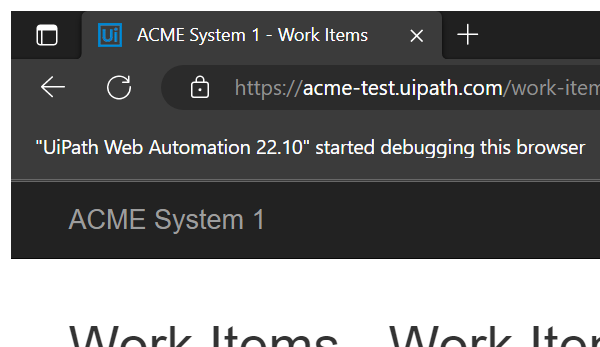 Ui ACME System 1 - Work Items
https://acme-test.uipath.com/work-item
"UiPath Web Automation 22.10" started debugging this browser
ACME System 1
Work Items - Work Iter